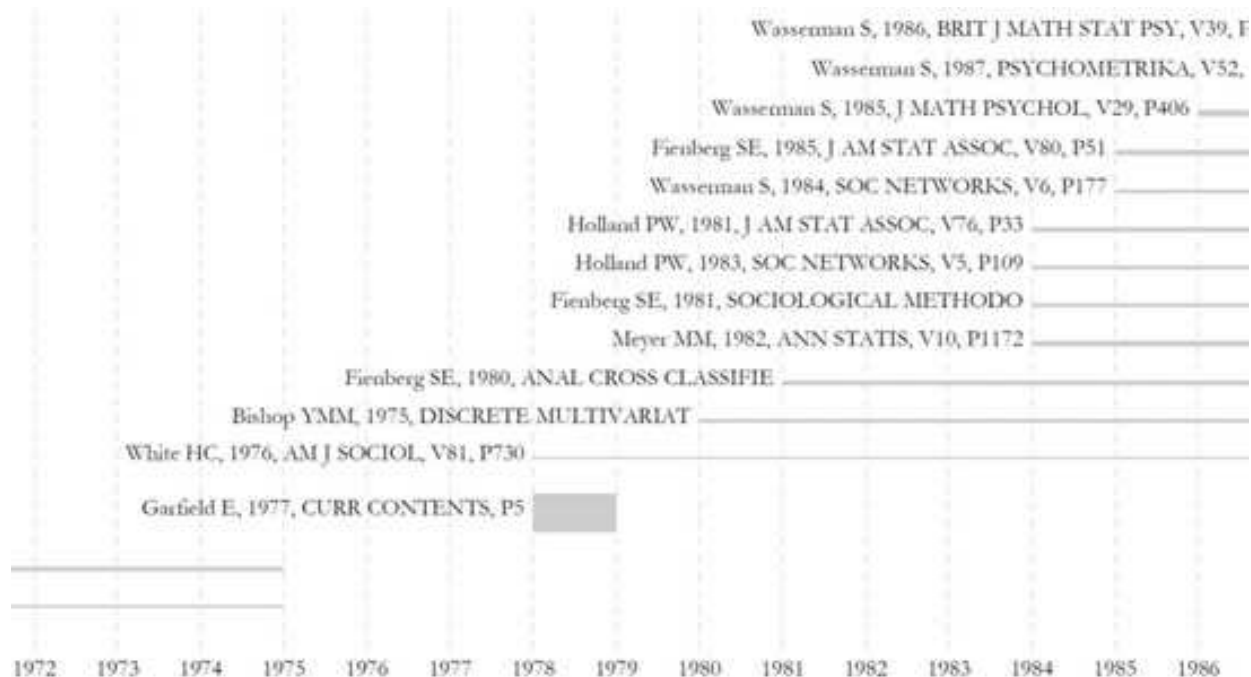 Wasserman S, 1986, BRIT J MATH STAT PSY, V39,
Wasserman S, 1987, PSYCHOMETRIKA, V52,
Wasserman S, 1985, J MATH PSYCHOL, V29, P406
Fienberg SE, 1985, J AM STAT ASSOC, V80, P51
Wasserman S, 1984, SOC NETWORKS, V6, P177
Holland PW, 1981, J AM STAT ASSOC, V76, P33
Holland PW, 1983, SOC NETWORKS, V5, P109
Fienberg SE, 1981, SOCIOLOGICAL METHODO
Meyer MM, 1982, ANN STATIS, V10, P1172
Fienberg SE, 1980, ANAL CROSS CLASSIFIE
Bishop YMM, 1975, DISCRETE MULTIVARIAT
White HC, 1976, AM J SOCIOL, V81, P730
Garfield E, 1977, CURR CONTENTS, P5
1972 1973 1974 1975 1976 1977 1978 1979 1980 1981 1982 1983 1984 1985 1986